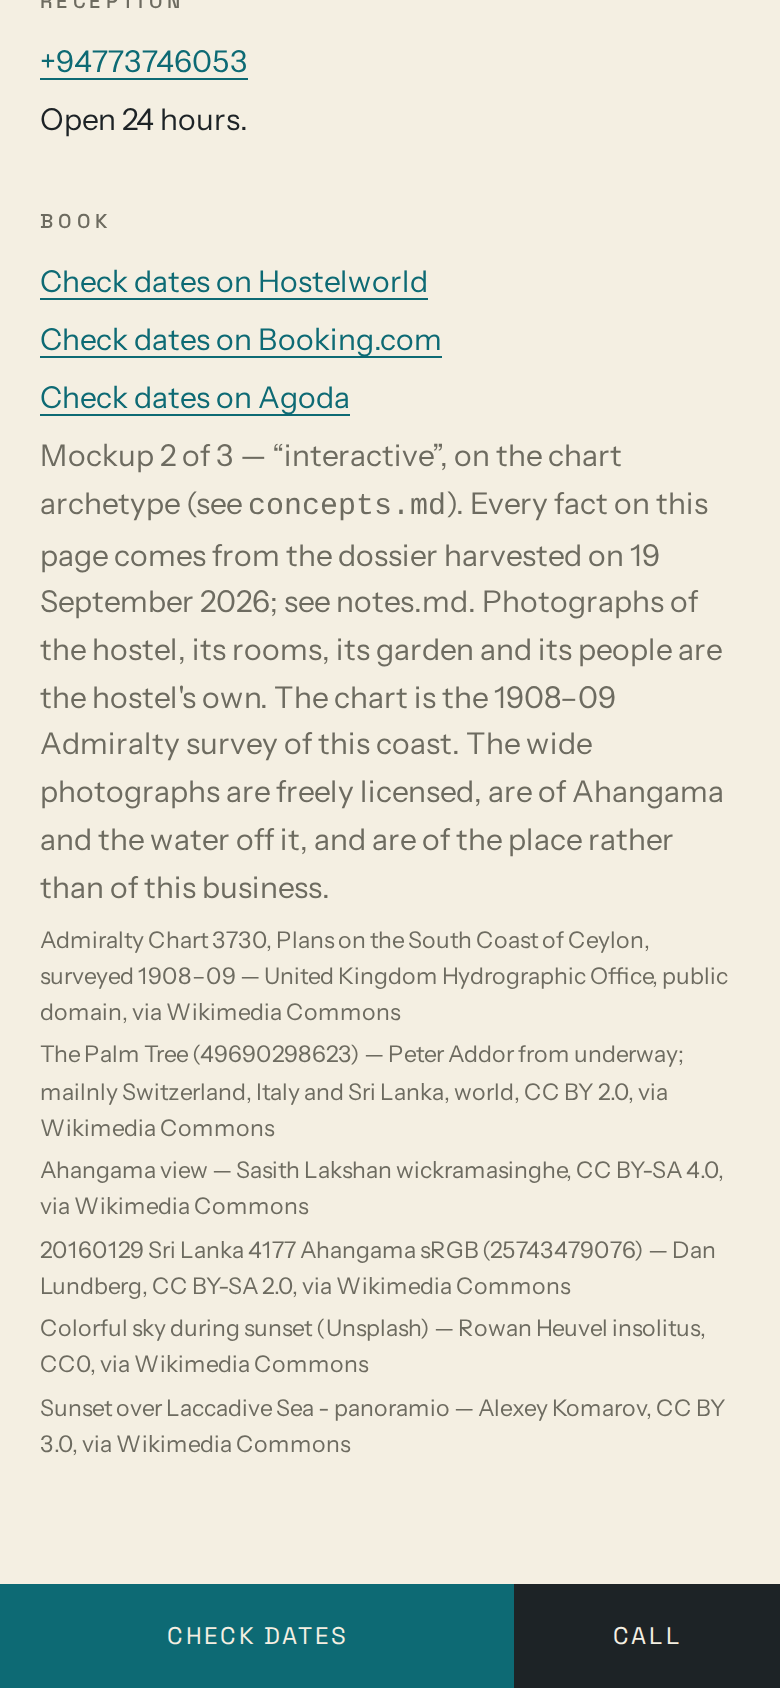 RECEPTION
+94773746053
Open 24 hours.
BOOK
Check dates on Hostelworld
Check dates on Booking.com
Check dates on Agoda
Mockup 2 of 3 — “interactive”, on the chart
archetype (see concepts.md). Every fact on this
page comes from the dossier harvested on 19
September 2026; see notes.md. Photographs of
the hostel, its rooms, its garden and its people are
the hostel's own. The chart is the 1908–09
Admiralty survey of this coast. The wide
photographs are freely licensed, are of Ahangama
and the water off it, and are of the place rather
than of this business.
Admiralty Chart 3730, Plans on the South Coast of Ceylon,
surveyed 1908–09 — United Kingdom Hydrographic Office, public
domain, via Wikimedia Commons
The Palm Tree (49690298623) — Peter Addor from underway;
mailnly Switzerland, Italy and Sri Lanka, world, CC BY 2.0, via
Wikimedia Commons
Ahangama view — Sasith Lakshan wickramasinghe, CC BY-SA 4.0,
via Wikimedia Commons
20160129 Sri Lanka 4177 Ahangama sRGB (25743479076) — Dan
Lundberg, CC BY-SA 2.0, via Wikimedia Commons
Colorful sky during sunset (Unsplash) — Rowan Heuvel insolitus,
CC0, via Wikimedia Commons
Sunset over Laccadive Sea - panoramio — Alexey Komarov, CC BY
3.0, via Wikimedia Commons
CHECK DATES
CALL